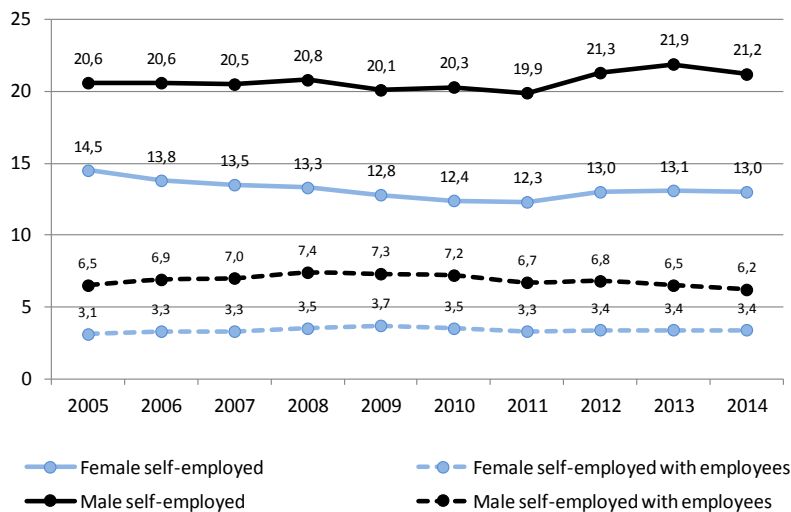 25
20,6 20,6 20,5 20,8 20,1 20,3 19,9 21,3 21,9 21,2
20
14,5 13,8 13,5 13,3 12,8 12,4 12,3 13,0 13,1 13,0
15
10
6,5 6,9 7,0 7,4 7,3 7,2 6,7 6,8 6,5 6,2
5
3,1 3,3 3,3 3,5 3,7 3,5 3,3 3,4 3,4 3,4
0
2005 2006 2007 2008 2009 2010 2011 2012 2013 2014
Female self-employed Female self-employed with employees
Male self-employed Male self-employed with employees